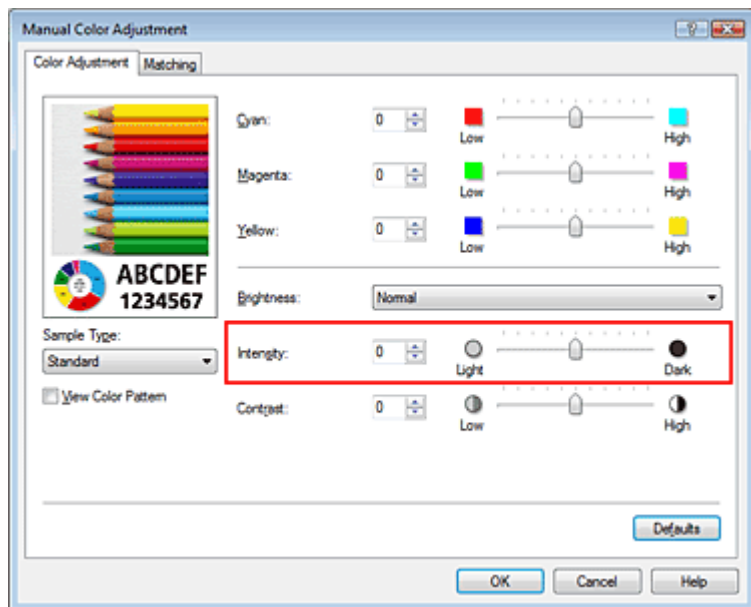 Manual Color Adjustment
Color Adjustment Matching
Cyan: 0 Low High
Magenta: 0 Low High
Yellow: 0 Low High
ABCDEF
1234567
Brightness: Normal
Sample Type:
Standard
Intensity: 0 Light Dark
View Color Pattern
Contrast: 0 Low High
Defaults
OK Cancel Help